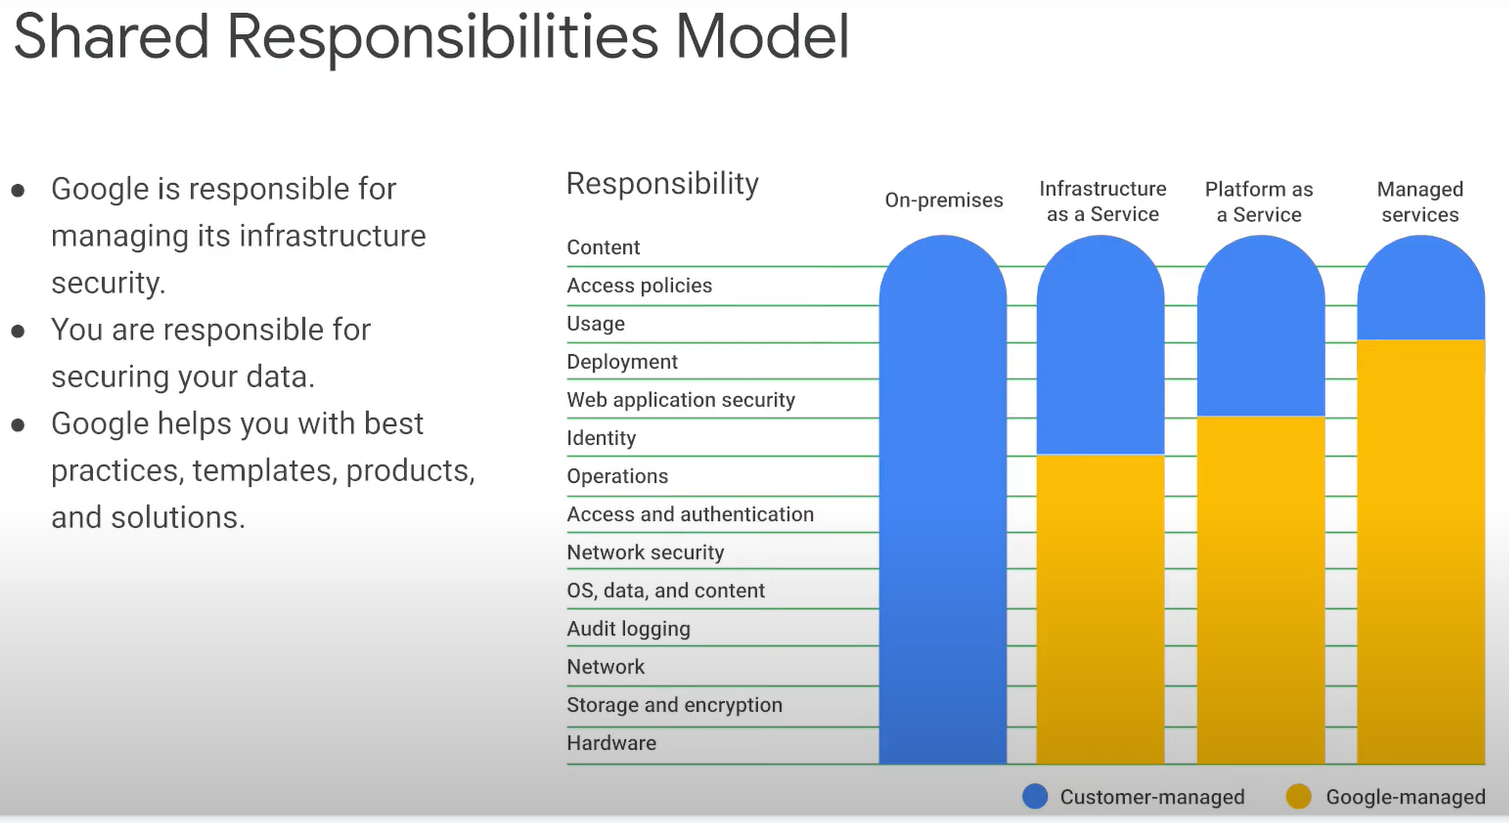 Shared Responsibilities Model
● Google is responsible for
managing its infrastructure
security.
● You are responsible for
securing your data.
● Google helps you with best
practices, templates, products,
and solutions.
Responsibility
On-premises
Infrastructure
as a Service
Platform as
a Service
Managed
services
Content
Access policies
Usage
Deployment
Web application security
Identity
Operations
Access and authentication
Network security
OS, data, and content
Audit logging
Network
Storage and encryption
Hardware
Customer-managed
Google-managed